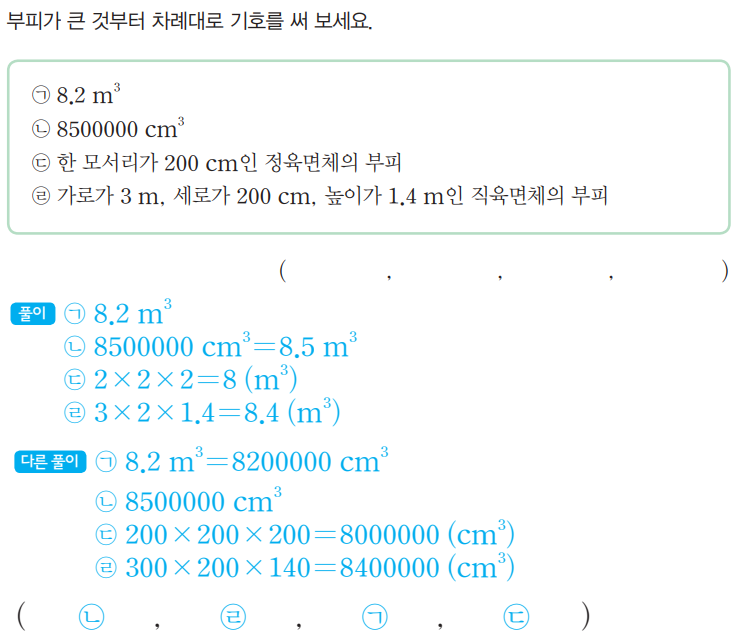 부피가 큰 것부터 차례대로 기호를 써 보세요.
㉠ 8.2 m³
㉡ 8500000 cm³
㉢ 한 모서리가 200 cm인 정육면체의 부피
㉣ 가로가 3 m, 세로가 200 cm, 높이가 1.4 m인 직육면체의 부피
( , , , )
풀이 ㉠ 8.2 m³
㉡ 8500000 cm³=8.5 m³
㉢ 2×2×2=8 (m³)
㉣ 3×2×1.4=8.4 (m³)
다른 풀이 ㉠ 8.2 m³=8200000 cm³
㉡ 8500000 cm³
㉢ 200×200×200=8000000 (cm³)
㉣ 300×200×140=8400000 (cm³)
( ㉡ , ㉣ , ㉠ , ㉢ )